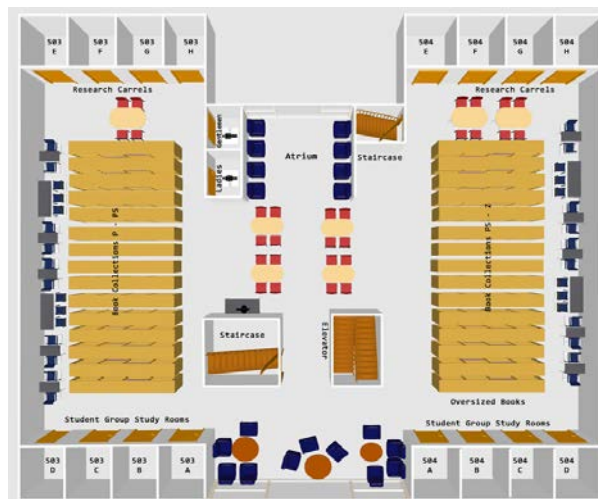 503 E
503 F
503 G
503 H
504 E
504 F
504 G
504 H
Research Carrels
Research Carrels
Gentlemen
Ladies
Atrium
Staircase
Book Collections P - PS
Book Collections PS - Z
Staircase
Elevator
Oversized Books
Student Group Study Rooms
Student Group Study Rooms
503 D
503 C
503 B
503 A
504 A
504 B
504 C
504 D